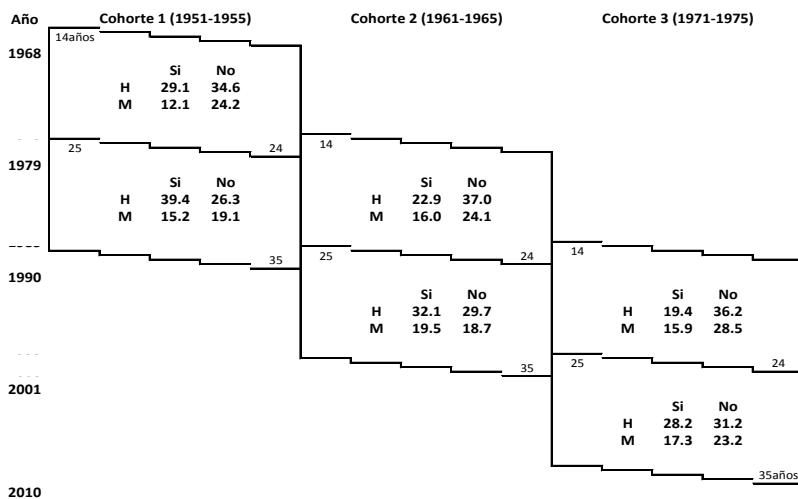 Año Cohorte 1 (1951-1955) Cohorte 2 (1961-1965) Cohorte 3 (1971-1975)
14años
1968
Si No
H 29.1 34.6
M 12.1 24.2
25 24 14
1979
Si No Si No
H 39.4 26.3 H 22.9 37.0
M 15.2 19.1 M 16.0 24.1
35 25 24 14
1990
Si No Si No
H 32.1 29.7 H 19.4 36.2
M 19.5 18.7 M 15.9 28.5
35 25 24
2001
Si No
H 28.2 31.2
M 17.3 23.2
35años
2010